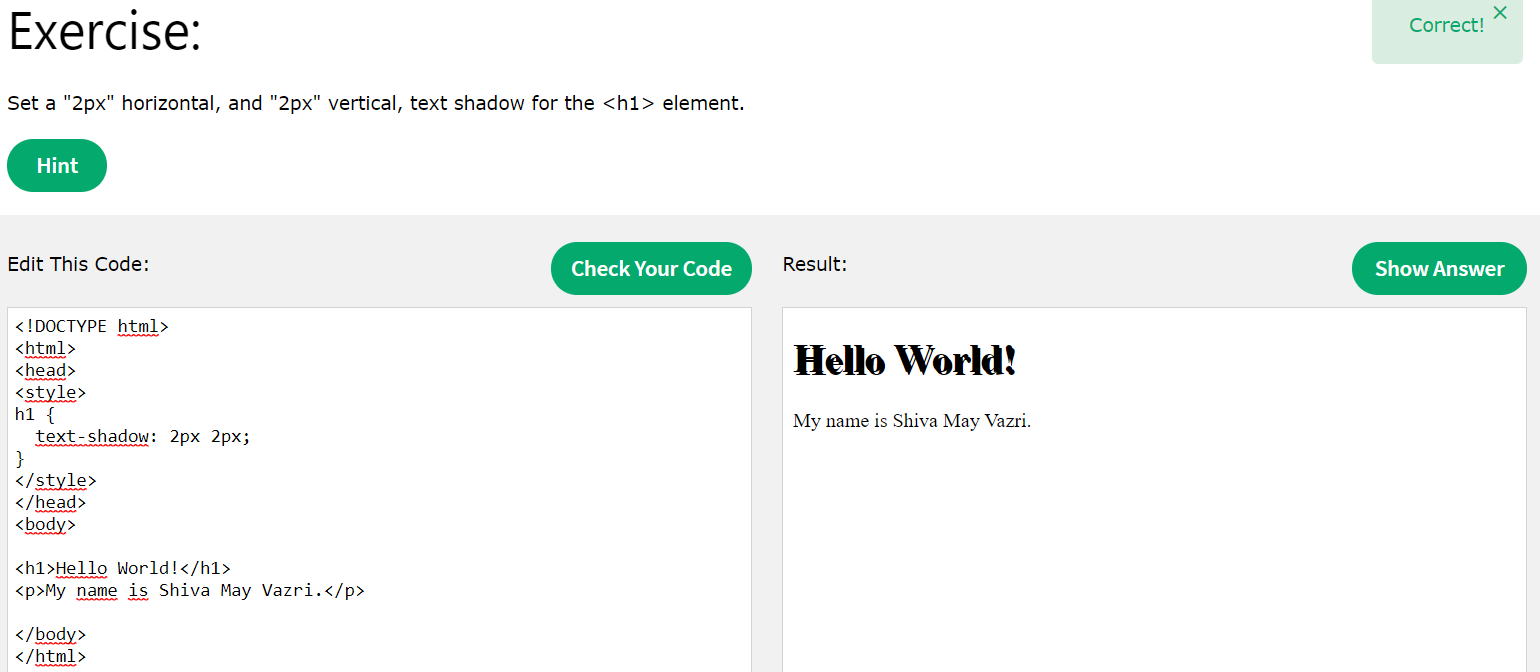 Exercise:
Correct! ×
Set a "2px" horizontal, and "2px" vertical, text shadow for the <h1> element.
Hint
Edit This Code:
Check Your Code
<!DOCTYPE html>
<html>
<head>
<style>
h1 {
  text-shadow: 2px 2px;
}
</style>
</head>
<body>

<h1>Hello World!</h1>
<p>My name is Shiva May Vazri.</p>

</body>
</html>
Result:
Show Answer
Hello World!
My name is Shiva May Vazri.